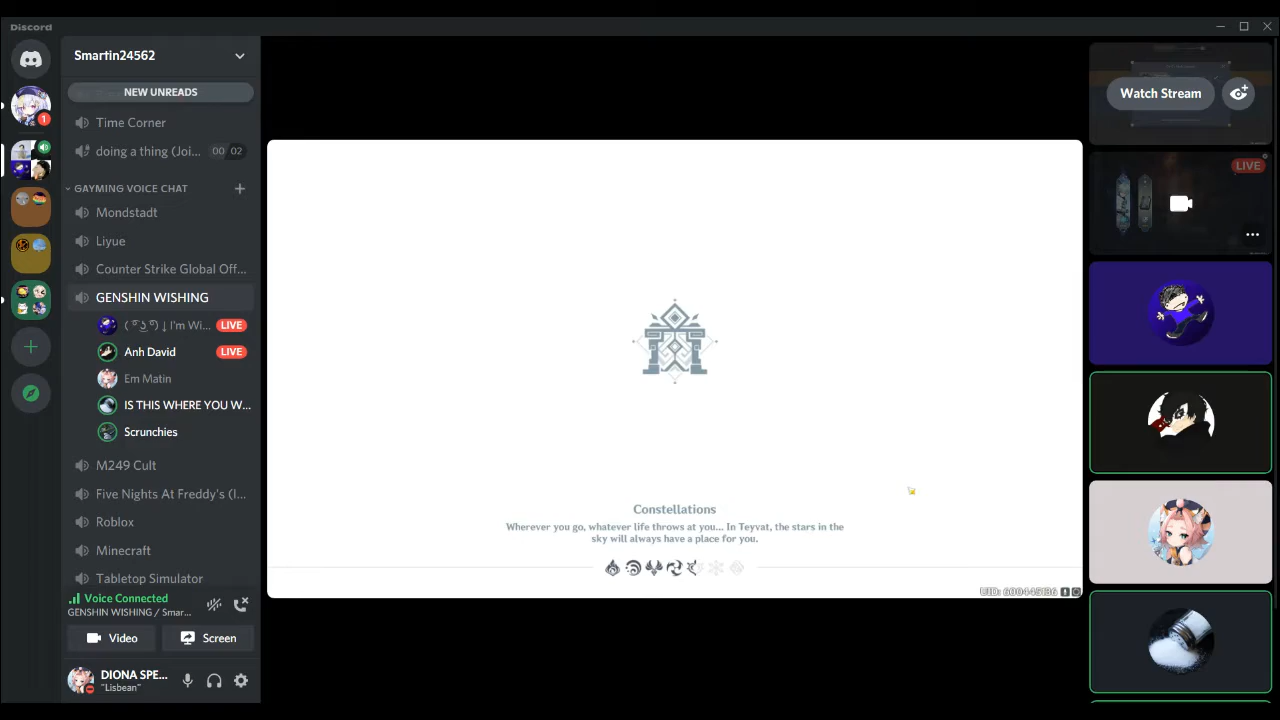 Discord
Smartin24562
NEW UNREADS
Time Corner
doing a thing (Joi... 00 02
GAYMING VOICE CHAT
Mondstadt
Liyue
Counter Strike Global Off...
GENSHIN WISHING
I'm Wi... LIVE
Anh David LIVE
Em Matin
IS THIS WHERE YOU W...
Scrunchies
M249 Cult
Five Nights At Freddy's (I...
Roblox
Minecraft
Tabletop Simulator
Voice Connected
GENSHIN WISHING / Smar...
Video
Screen
DIONA SPE...
"Lisbean"
1
Constellations
Wherever you go, whatever life throws at you... In Teyvat, the stars in the
sky will always have a place for you.
UID: 600445136
Watch Stream
LIVE